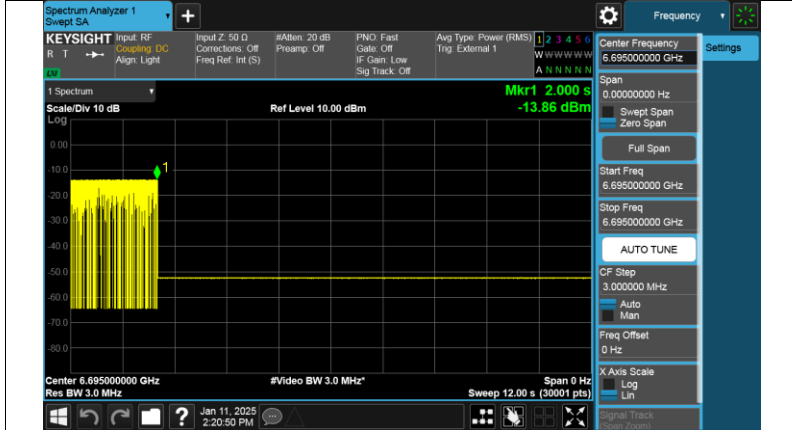 Spectrum Analyzer 1
Swept SA
Frequency
KEYSIGHT
R T
LU
Input: RF
Coupling: DC
Align: Light
Input Z: 50 Ω
Corrections: Off
Freq Ref: Int (S)
#Atten: 20 dB
Preamp: Off
PNO: Fast
Gate: Off
IF Gain: Low
Sig Track: Off
Avg Type: Power (RMS)
Trig: External 1
1 2 3 4 5 6
W W W W W W
A N N N N N
Center Frequency
6.695000000 GHz
Settings
Span
0.00000000 Hz
Swept Span
Zero Span
Full Span
Start Freq
6.695000000 GHz
Stop Freq
6.695000000 GHz
AUTO TUNE
CF Step
3.000000 MHz
Auto
Man
Freq Offset
0 Hz
X Axis Scale
Log
Lin
Signal Track
(Span Zoom)
1 Spectrum
Mkr1 2.000 s
Scale/Div 10 dB
Ref Level 10.00 dBm
-13.86 dBm
Log
0.00
-10.0
-20.0
-30.0
-40.0
-50.0
-60.0
-70.0
-80.0
1
Center 6.695000000 GHz
#Video BW 3.0 MHz*
Span 0 Hz
Res BW 3.0 MHz
Sweep 12.00 s (30001 pts)
?
Jan 11, 2025
2:20:50 PM